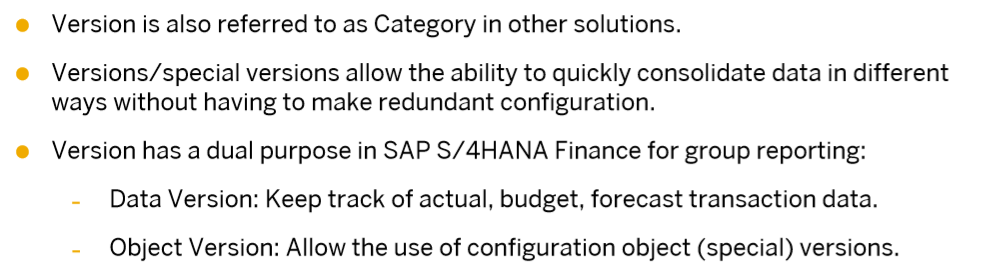 Version is also referred to as Category in other solutions.
Versions/special versions allow the ability to quickly consolidate data in different
ways without having to make redundant configuration.
Version has a dual purpose in SAP S/4HANA Finance for group reporting:
- Data Version: Keep track of actual, budget, forecast transaction data.
- Object Version: Allow the use of configuration object (special) versions.